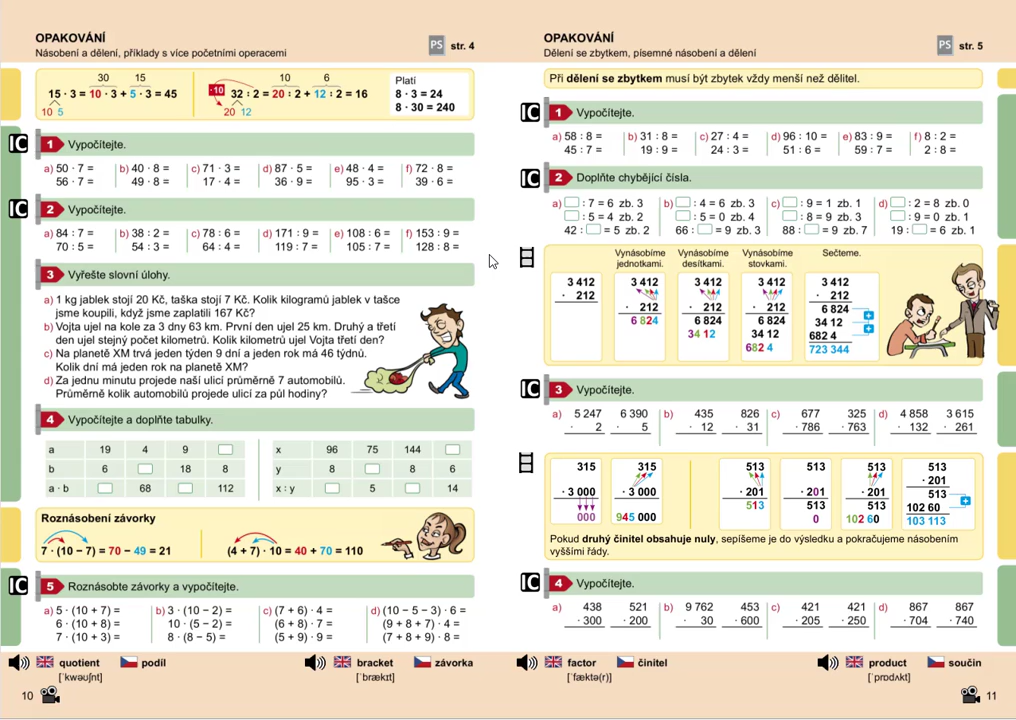 OPAKOVÁNÍ
Násobení a dělení, příklady s více početními operacemi
PS str. 4
30 15
15 · 3 = 10 · 3 + 5 · 3 = 45
10 5
10 6
· 10 32 : 2 = 20 : 2 + 12 : 2 = 16
20 12
Platí
8 · 3 = 24
8 · 30 = 240
IC 1 Vypočítejte.
a) 50 · 7 = b) 40 · 8 = c) 71 · 3 = d) 87 · 5 = e) 48 · 4 = f) 72 · 8 =
56 · 7 = 49 · 8 = 17 · 4 = 36 · 9 = 95 · 3 = 39 · 6 =
IC 2 Vypočítejte.
a) 84 : 7 = b) 38 : 2 = c) 78 : 6 = d) 171 : 9 = e) 108 : 6 = f) 153 : 9 =
70 : 5 = 54 : 3 = 64 : 4 = 119 : 7 = 105 : 7 = 128 : 8 =
3 Vyřešte slovní úlohy.
a) 1 kg jablek stojí 20 Kč, taška stojí 7 Kč. Kolik kilogramů jablek v tašce
jsme koupili, když jsme zaplatili 167 Kč?
b) Vojta ujel na kole za 3 dny 63 km. První den ujel 25 km. Druhý a třetí
den ujel stejný počet kilometrů. Kolik kilometrů ujel Vojta třetí den?
c) Na planetě XM trvá jeden týden 9 dní a jeden rok má 46 týdnů.
Kolik dní má jeden rok na planetě XM?
d) Za jednu minutu projede naší ulicí průměrně 7 automobilů.
Průměrně kolik automobilů projede ulicí za půl hodiny?
4 Vypočítejte a doplňte tabulky.
a 19 4 9
b 6 18 8
a · b 68 112
x 96 75 144
y 8 8 6
x : y 5 14
Roznásobení závorky
7 · (10 − 7) = 70 − 49 = 21
(4 + 7) · 10 = 40 + 70 = 110
IC 5 Roznásobte závorky a vypočítejte.
a) 5 · (10 + 7) = b) 3 · (10 − 2) = c) (7 + 6) · 4 = d) (10 − 5 − 3) · 6 =
6 · (10 + 8) = 10 · (5 − 2) = (6 + 8) · 7 = (9 + 8 + 7) · 4 =
7 · (10 + 3) = 8 · (8 − 5) = (5 + 9) · 9 = (7 + 8 + 9) · 8 =
quotient podíl bracket závorka
[ˈkwəʊʃnt] [ˈbrækɪt]
10
OPAKOVÁNÍ
Dělení se zbytkem, písemné násobení a dělení
PS str. 5
Při dělení se zbytkem musí být zbytek vždy menší než dělitel.
IC 1 Vypočítejte.
a) 58 : 8 = b) 31 : 8 = c) 27 : 4 = d) 96 : 10 = e) 83 : 9 = f) 8 : 2 =
45 : 7 = 19 : 9 = 24 : 3 = 51 : 6 = 59 : 7 = 2 : 8 =
IC 2 Doplňte chybějící čísla.
a) : 7 = 6 zb. 3 b) : 4 = 6 zb. 3 c) : 9 = 1 zb. 1 d) : 2 = 8 zb. 0
: 5 = 4 zb. 2 : 5 = 0 zb. 4 : 8 = 9 zb. 3 : 9 = 0 zb. 1
42 : = 5 zb. 2 66 : = 9 zb. 3 88 : = 9 zb. 7 19 : = 6 zb. 1
Vynásobíme Vynásobíme Vynásobíme Sečteme.
jednotkami. desítkami. stovkami.
3 412 3 412 3 412 3 412 3 412
· 212 · 212 · 212 · 212 · 212
6 824 6 824 6 824 6 824
34 12 34 12 34 12
682 4 682 4
723 344
IC 3 Vypočítejte.
a) 5 247 6 390 b) 435 826 c) 677 325 d) 4 858 3 615
· 2 · 5 · 12 · 31 · 786 · 763 · 132 · 261
315 315 513 513 513 513
· 3 000 · 3 000 · 201 · 201 · 201 · 201
000 945 000 513 513 513 513
0 102 60 102 60
103 113
Pokud druhý činitel obsahuje nuly, sepíšeme je do výsledku a pokračujeme násobením
vyššími řády.
IC 4 Vypočítejte.
a) 438 521 b) 9 762 453 c) 421 421 d) 867 867
· 300 · 200 · 30 · 600 · 205 · 250 · 704 · 740
factor činitel product součin
[ˈfæktə(r)] [ˈprɒdʌkt]
11